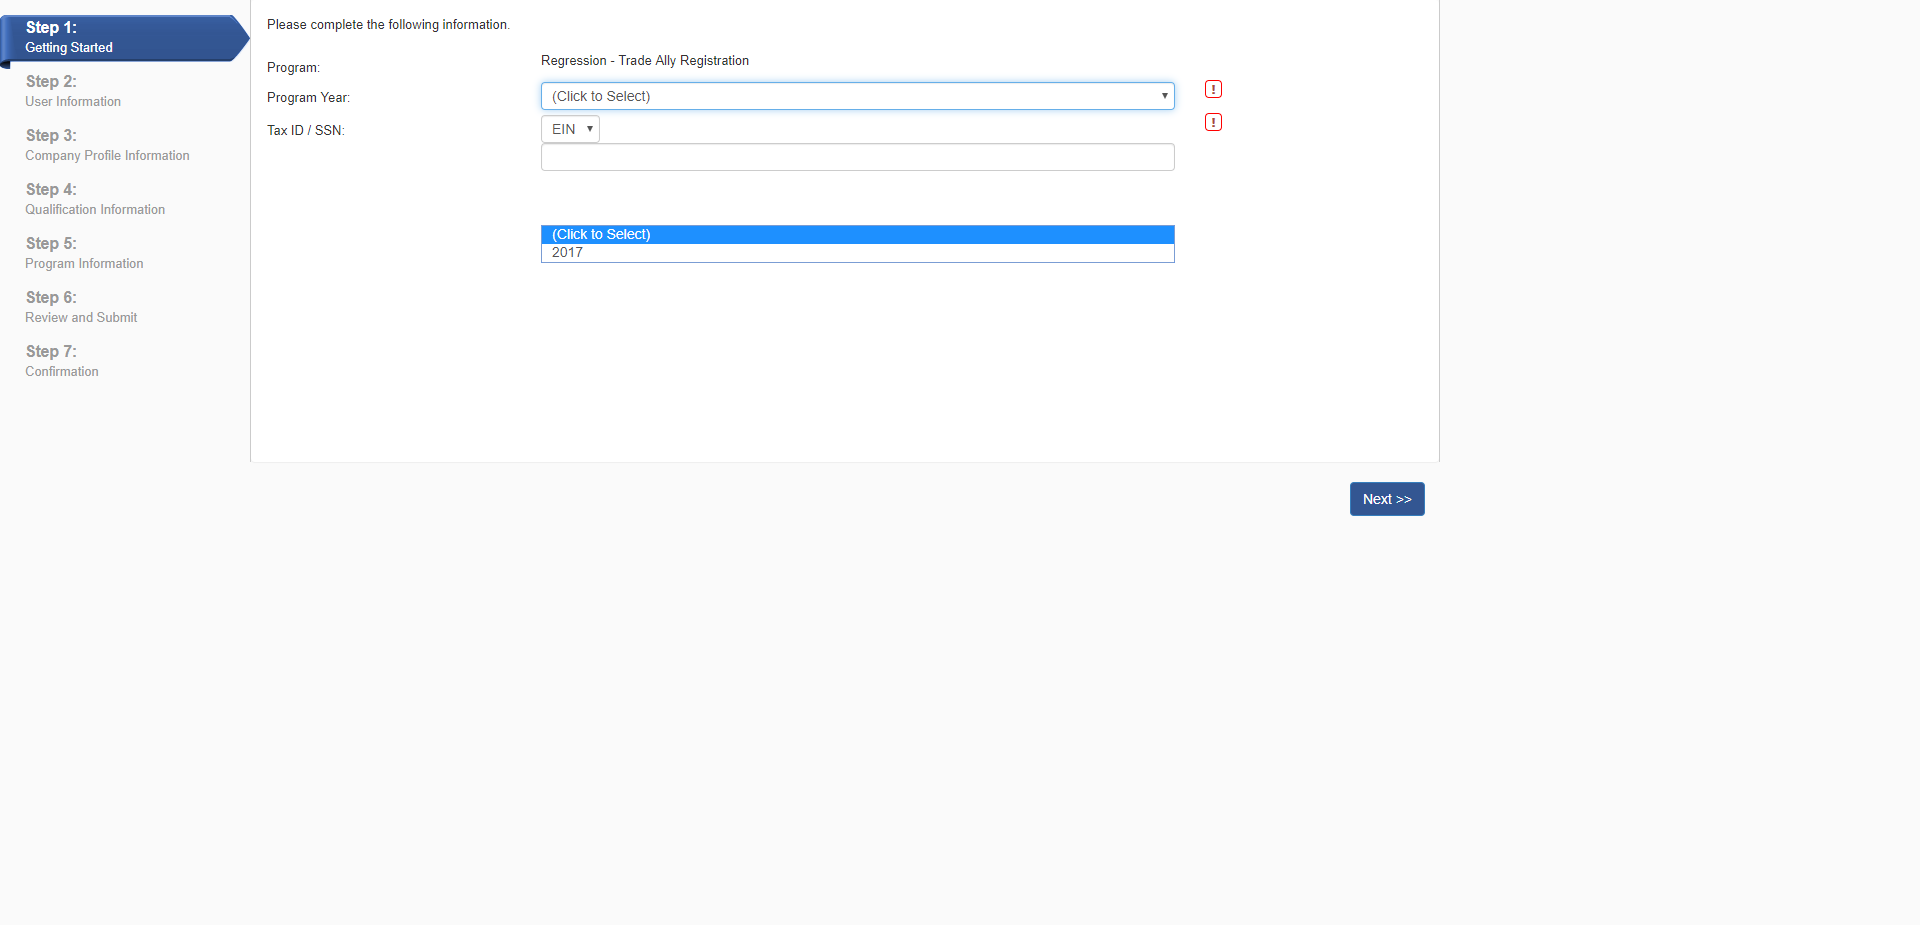 Step 1:
Getting Started
Step 2:
User Information
Step 3:
Company Profile Information
Step 4:
Qualification Information
Step 5:
Program Information
Step 6:
Review and Submit
Step 7:
Confirmation
Please complete the following information.
Program:
Regression - Trade Ally Registration
Program Year:
(Click to Select)
!
Tax ID / SSN:
EIN
!
(Click to Select)
2017
Next >>